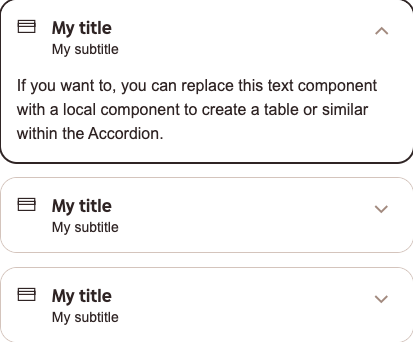 My title
My subtitle
If you want to, you can replace this text component
with a local component to create a table or similar
within the Accordion.
My title
My subtitle
My title
My subtitle